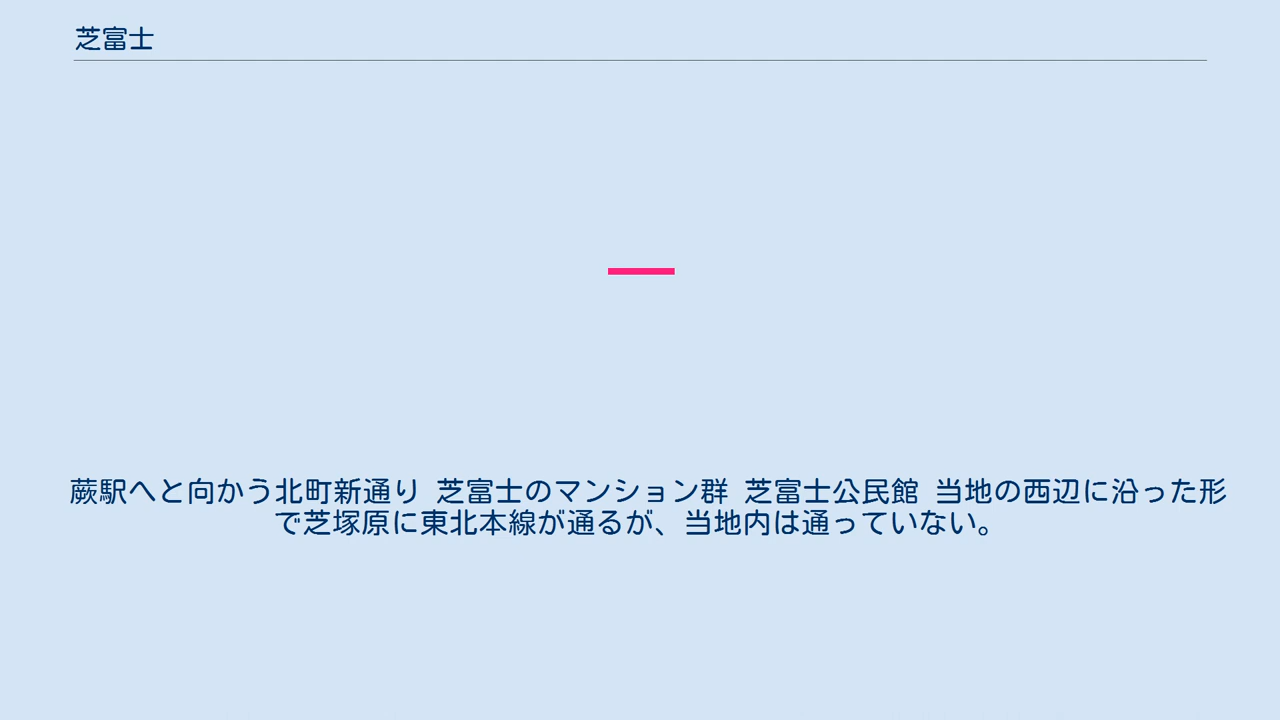 芝富士
蕨駅へと向かう北町新通り 芝富士のマンション群 芝富士公民館 当地の西辺に沿った形
で芝塚原に東北本線が通るが、当地内は通っていない。